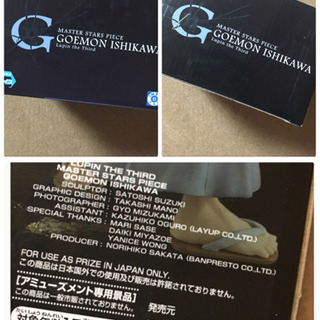 G
MASTER STARS PIECE
GOEMON ISHIKAWA
Lupin the Third
G
MASTER STARS PIECE
GOEMON ISHIKAWA
Lupin the Third
LUPIN THE THIRD
MASTER STARS PIECE
GOEMON ISHIKAWA
SCULPTOR : SATOSHI SUZUKI
GRAPHIC DESIGN : TAKASHI MANO
PHOTOGRAPHER : GYO MIZUKAMI
ASSISTANT : KAZUHIKO OGURO (LAYUP CO.,LTD.)
SPECIAL THANKS : MARI SASE
DAIKI MIYAZOE
YANICE WONG
PRODUCER : NORIHIKO SAKATA (BANPRESTO CO.,LTD.)
FOR USE AS PRIZE IN JAPAN ONLY.
この商品は日本国外での使用及び販売は許諾されておりません。
【アミューズメント専用景品】
この商品は一般市販されておりません。
発売元